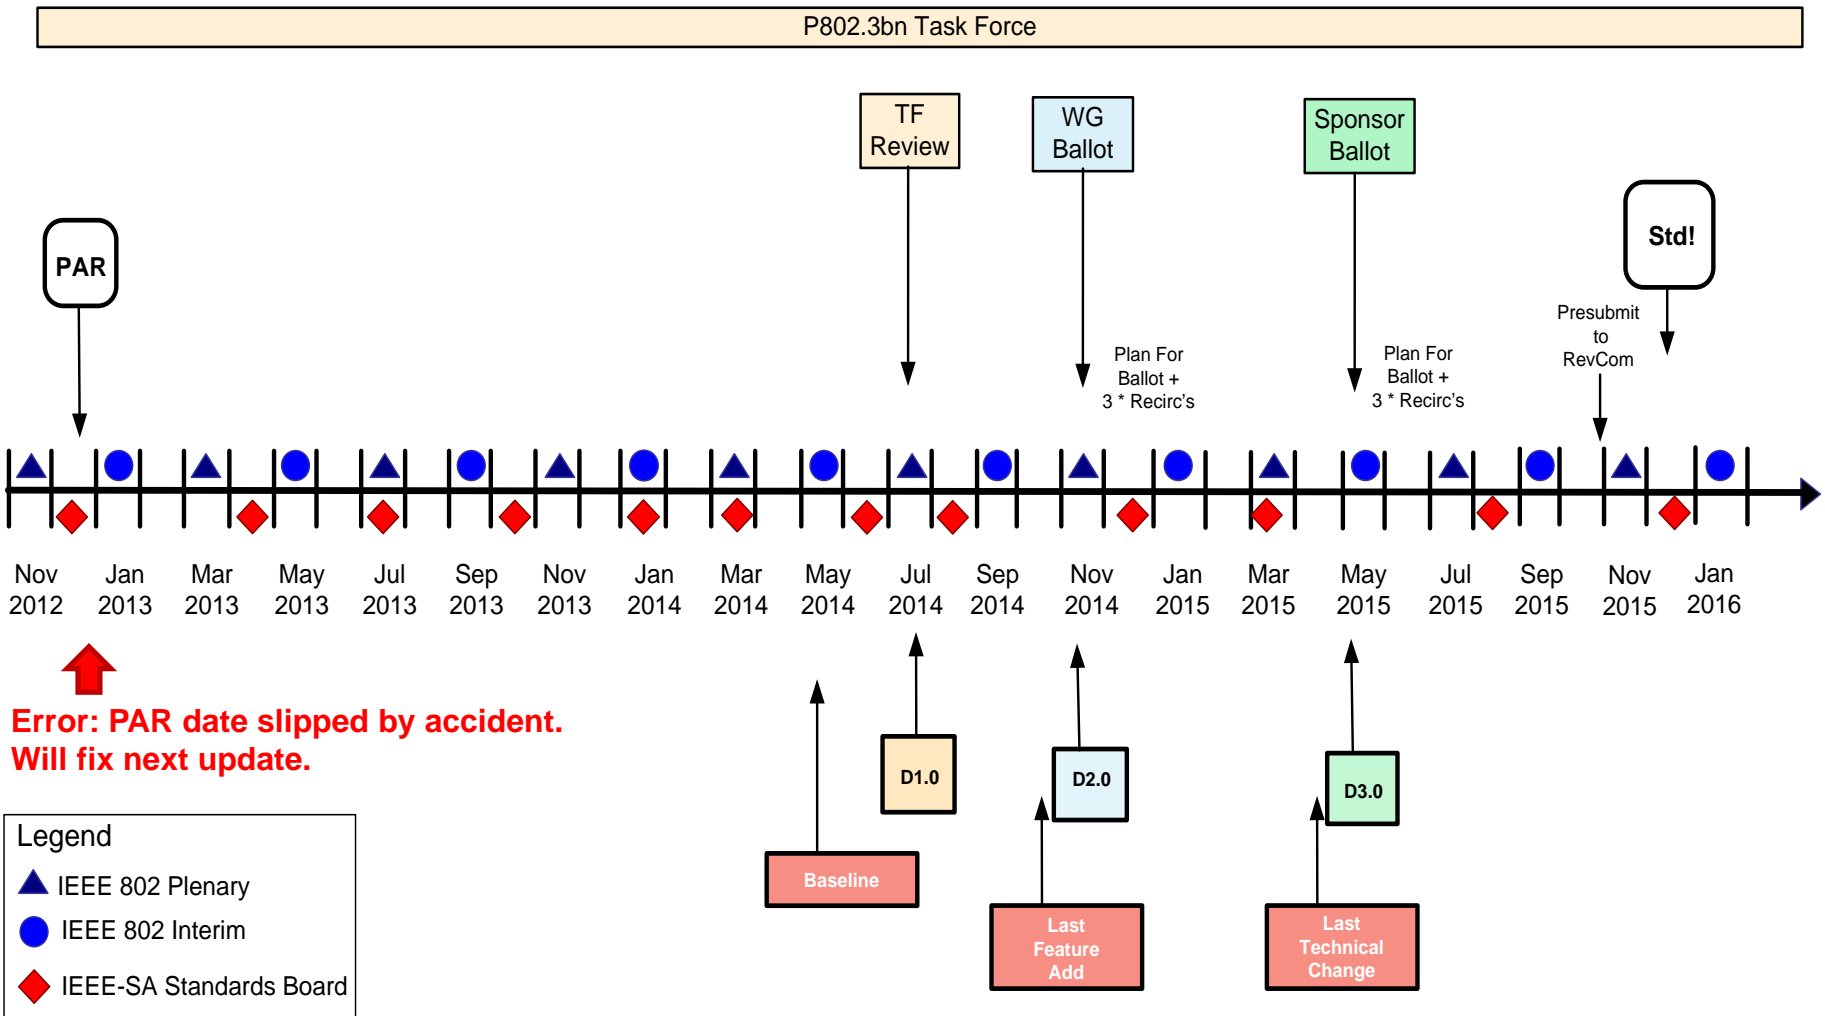 P802.3bn Task Force
TF
Review
WG
Ballot
Sponsor
Ballot
PAR
Std!
Presubmit
to
RevCom
Plan For
Ballot +
3 * Recirc's
Plan For
Ballot +
3 * Recirc's
Nov
2012
Jan
2013
Mar
2013
May
2013
Jul
2013
Sep
2013
Nov
2013
Jan
2014
Mar
2014
May
2014
Jul
2014
Sep
2014
Nov
2014
Jan
2015
Mar
2015
May
2015
Jul
2015
Sep
2015
Nov
2015
Jan
2016
Error: PAR date slipped by accident.
Will fix next update.
D1.0
D2.0
D3.0
Baseline
Last
Feature
Add
Last
Technical
Change
Legend
IEEE 802 Plenary
IEEE 802 Interim
IEEE-SA Standards Board